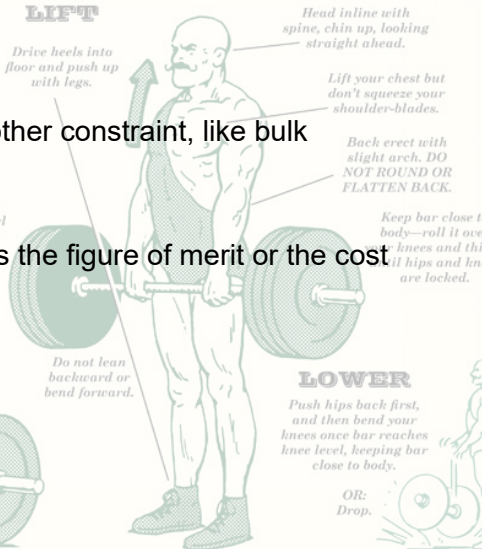 LIFT
Drive heels into
floor and push up
with legs.
Head inline with
spine, chin up, looking
straight ahead.
Lift your chest but
don't squeeze your
shoulder-blades.
other constraint, like bulk
Back erect with
slight arch. DO
NOT ROUND OR
FLATTEN BACK.
Keep bar close
body—roll it
knees and
hips and
are locked.
s the figure of merit or the cost
Do not lean
backward or
bend forward.
LOWER
Push hips back first,
and then bend your
knees once bar reaches
knee level, keeping bar
close to body.
OR:
Drop.